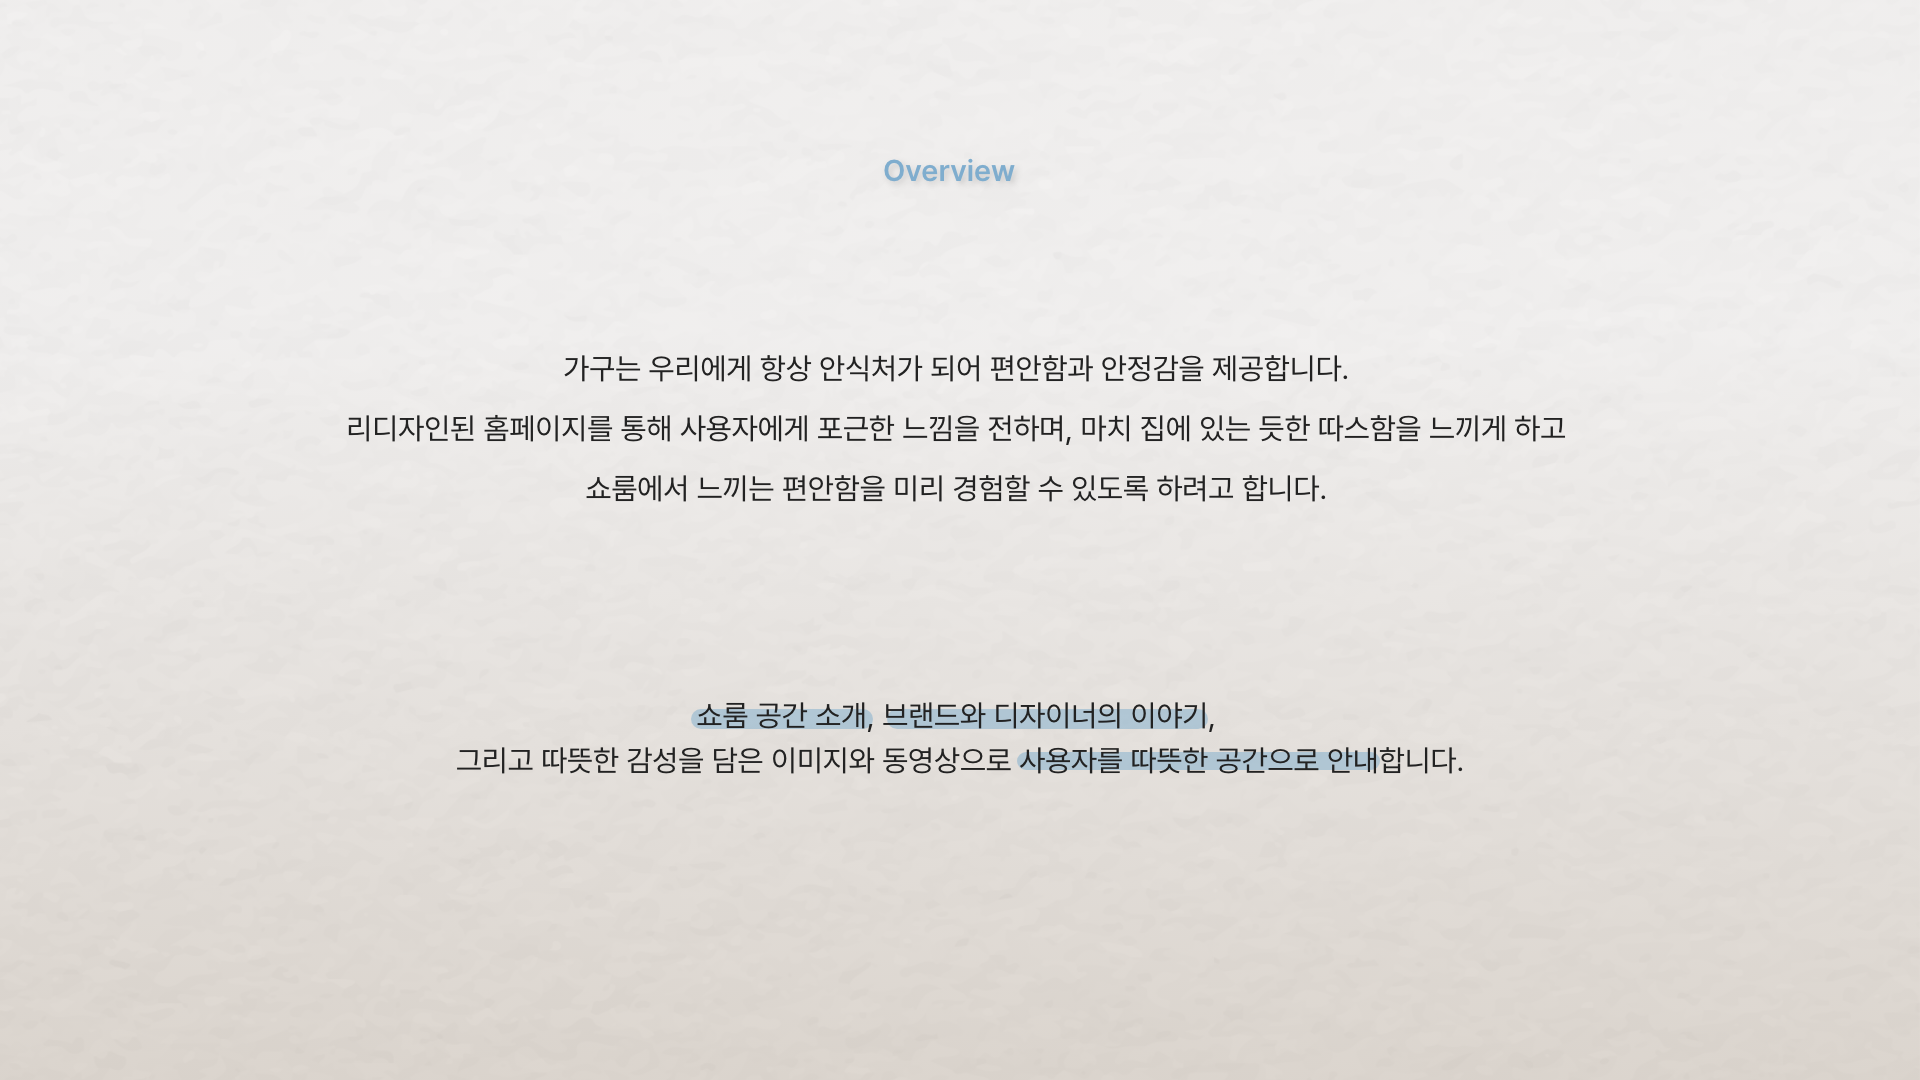 Overview
가구는 우리에게 항상 안식처가 되어 편안함과 안정감을 제공합니다.
리디자인된 홈페이지를 통해 사용자에게 포근한 느낌을 전하며, 마치 집에 있는 듯한 따스함을 느끼게 하고
쇼룸에서 느끼는 편안함을 미리 경험할 수 있도록 하려고 합니다.
쇼룸 공간 소개, 브랜드와 디자이너의 이야기,
그리고 따뜻한 감성을 담은 이미지와 동영상으로 사용자를 따뜻한 공간으로 안내합니다.